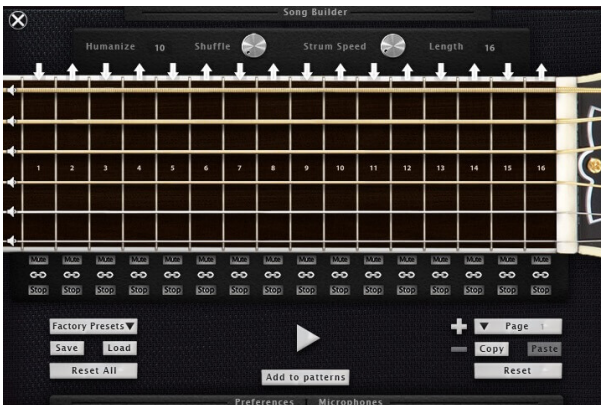 Song Builder
Humanize 10 Shuffle Strum Speed Length 16
1 2 3 4 5 6 7 8 9 10 11 12 13 14 15 16
Mute Mute Mute Mute Mute Mute Mute Mute Mute Mute Mute Mute Mute Mute Mute Mute
Stop Stop Stop Stop Stop Stop Stop Stop Stop Stop Stop Stop Stop Stop Stop Stop
Factory Presets▼ ▼ Page 1
Save Load Copy Paste
Reset All Reset
Add to patterns
Preferences Microphones